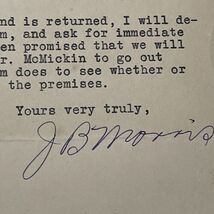 nd is returned, I will de-
m, and ask for immediate
en promised that we will
r. McMickin to go out
m does to see whether or
the premises.
Yours very truly,
J B Morris